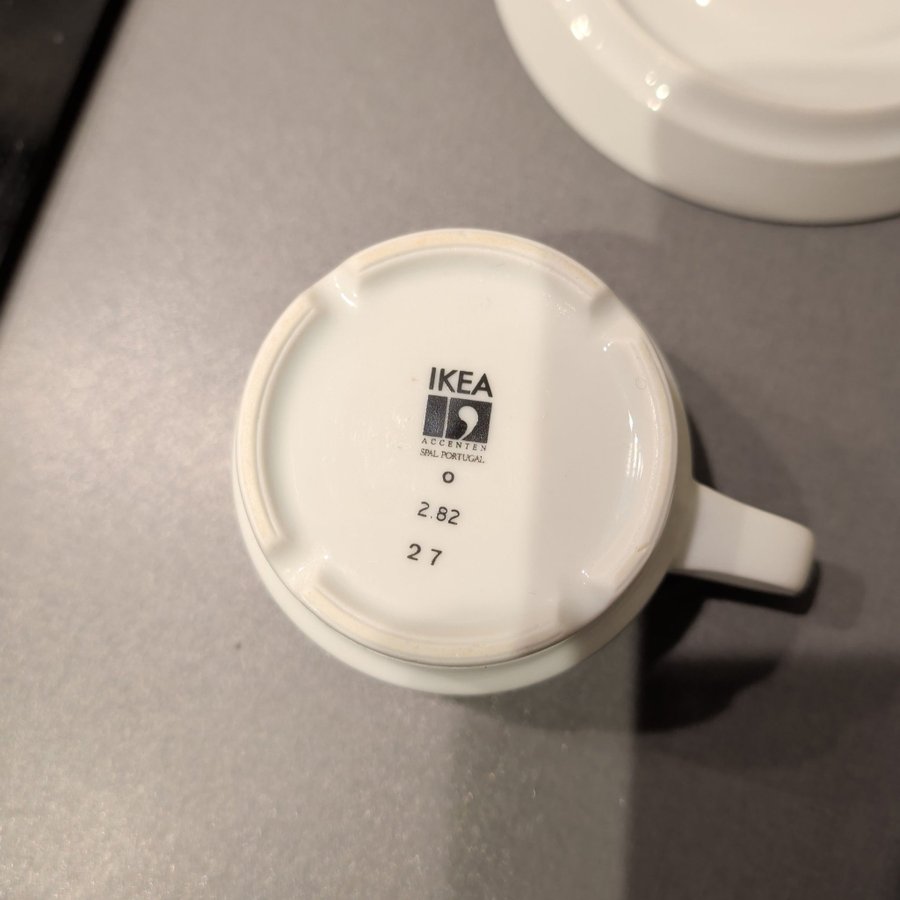 IKEA
ACCENTEN
SPAL PORTUGAL
O
2.82
27